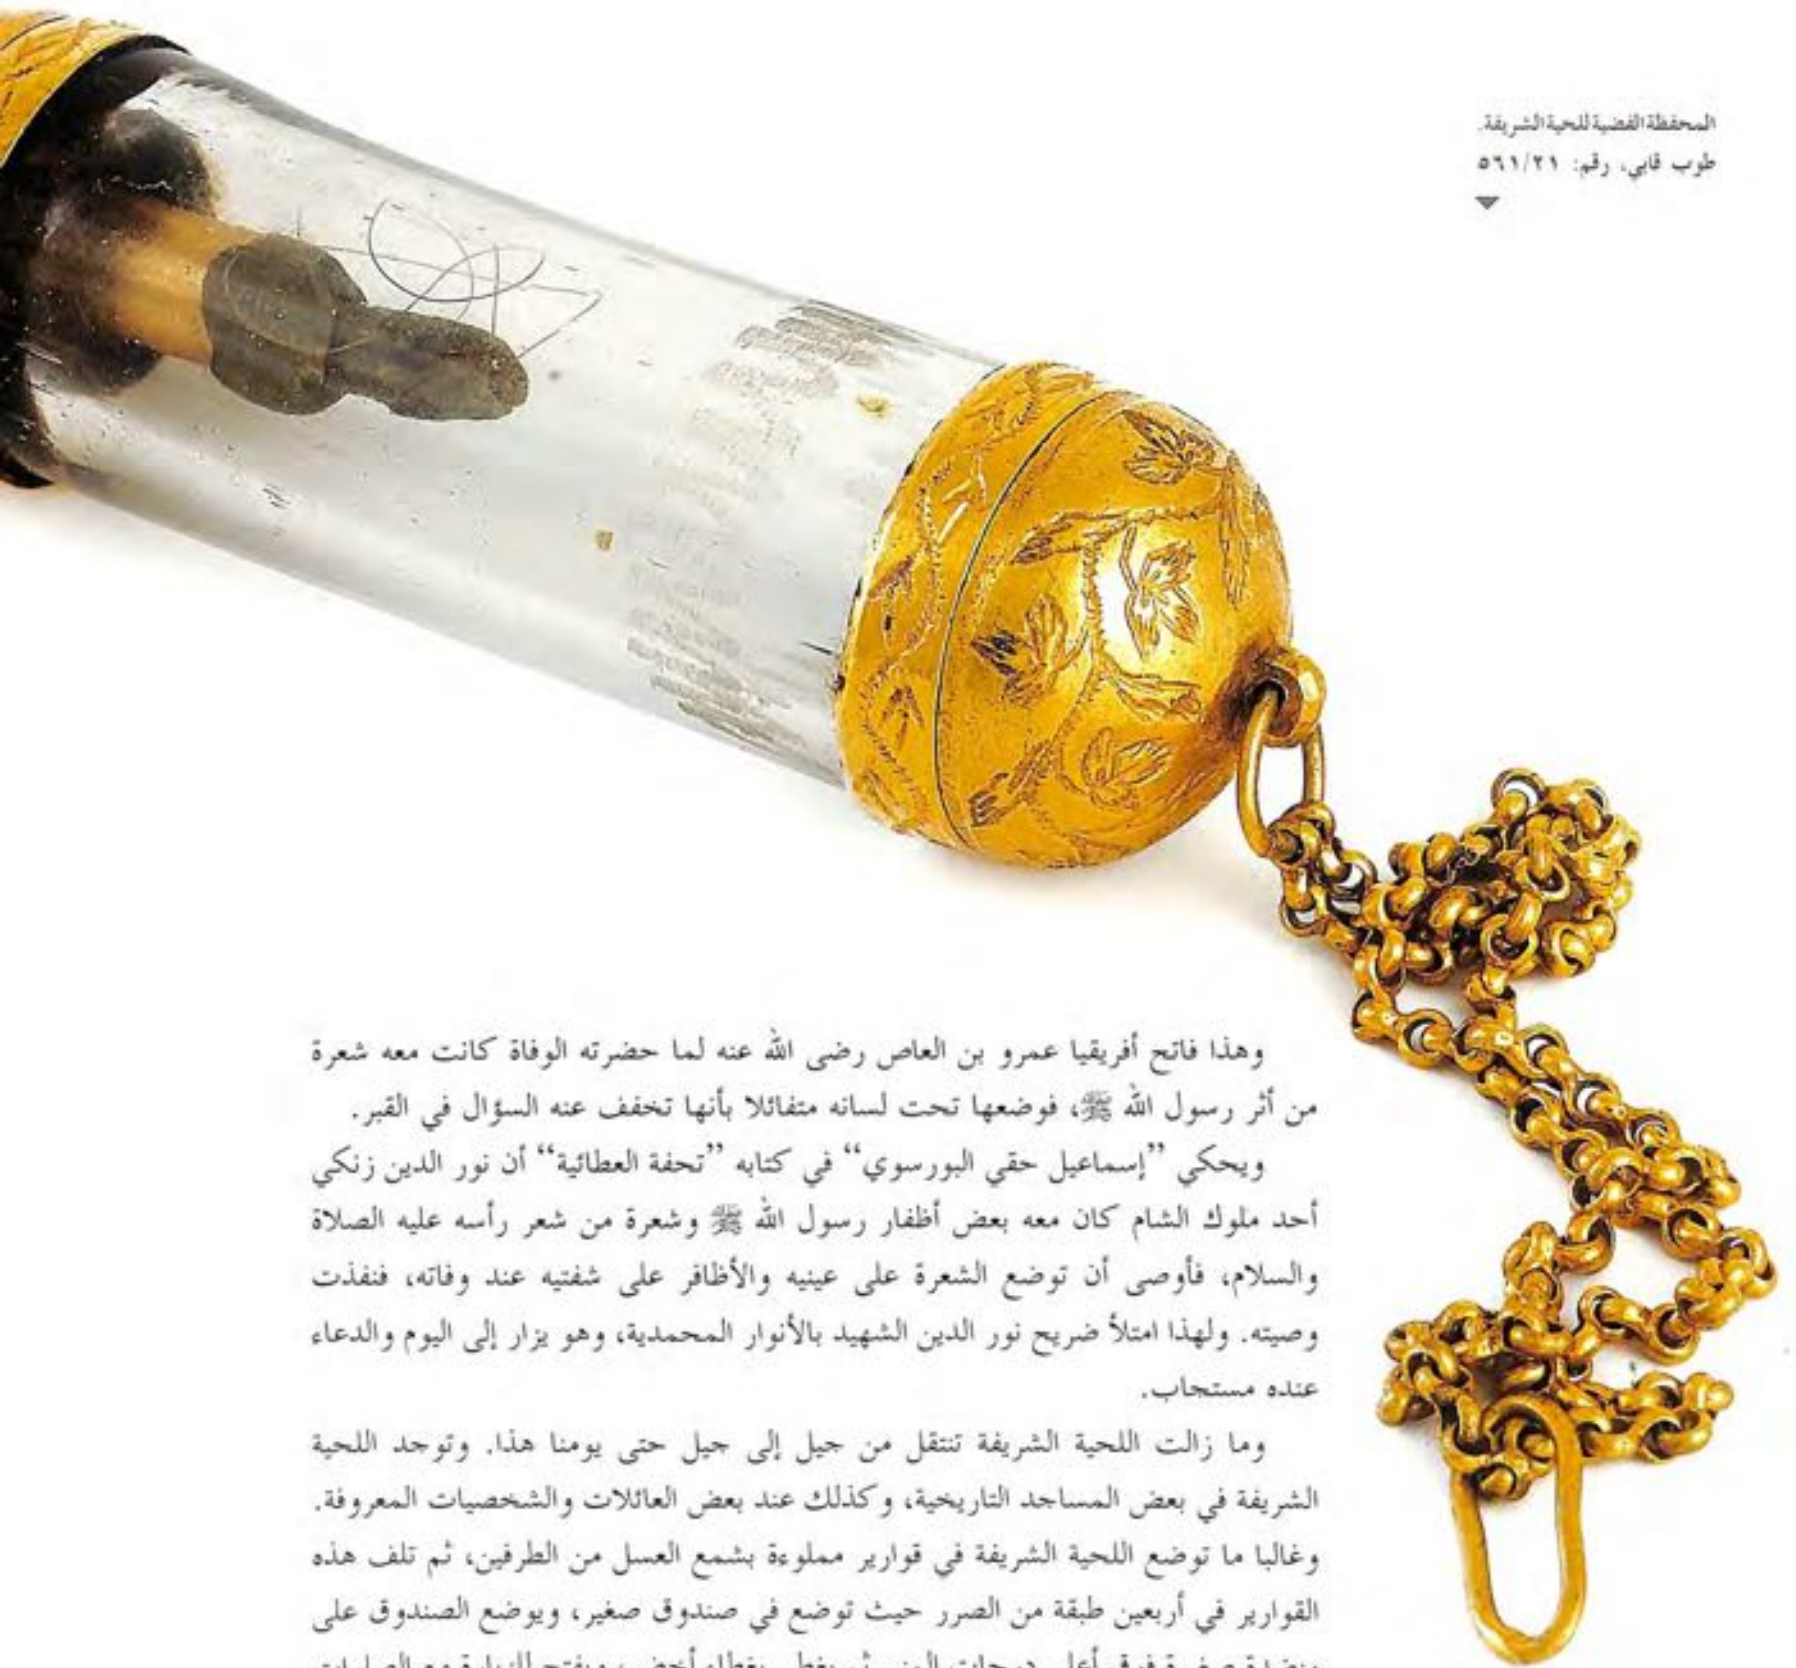 المحفظة الفضية للحية الشريفة.
طوب قابي، رقم: ٥٦١/٢١
وهذا فاتح أفريقيا عمرو بن العاص رضى الله عنه لما حضرته الوفاة كانت معه شعرة
من أثر رسول الله ﷺ، فوضعها تحت لسانه متفائلا بأنها تخفف عنه السؤال في القبر.
ويحكي ”إسماعيل حقي البورسوي“ في كتابه ”تحفة العطائية“ أن نور الدين زنكي
أحد ملوك الشام كان معه بعض أظفار رسول الله ﷺ وشعرة من شعر رأسه عليه الصلاة
والسلام، فأوصى أن توضع الشعرة على عينيه والأظافر على شفتيه عند وفاته، فنفذت
وصيته. ولهذا امتلأ ضريح نور الدين الشهيد بالأنوار المحمدية، وهو يزار إلى اليوم والدعاء
عنده مستجاب.
وما زالت اللحية الشريفة تنتقل من جيل إلى جيل حتى يومنا هذا. وتوجد اللحية
الشريفة في بعض المساجد التاريخية، وكذلك عند بعض العائلات والشخصيات المعروفة.
وغالبا ما توضع اللحية الشريفة في قوارير مملوءة بشمع العسل من الطرفين، ثم تلف هذه
القوارير في أربعين طبقة من الصرر حيث توضع في صندوق صغير، ويوضع الصندوق على